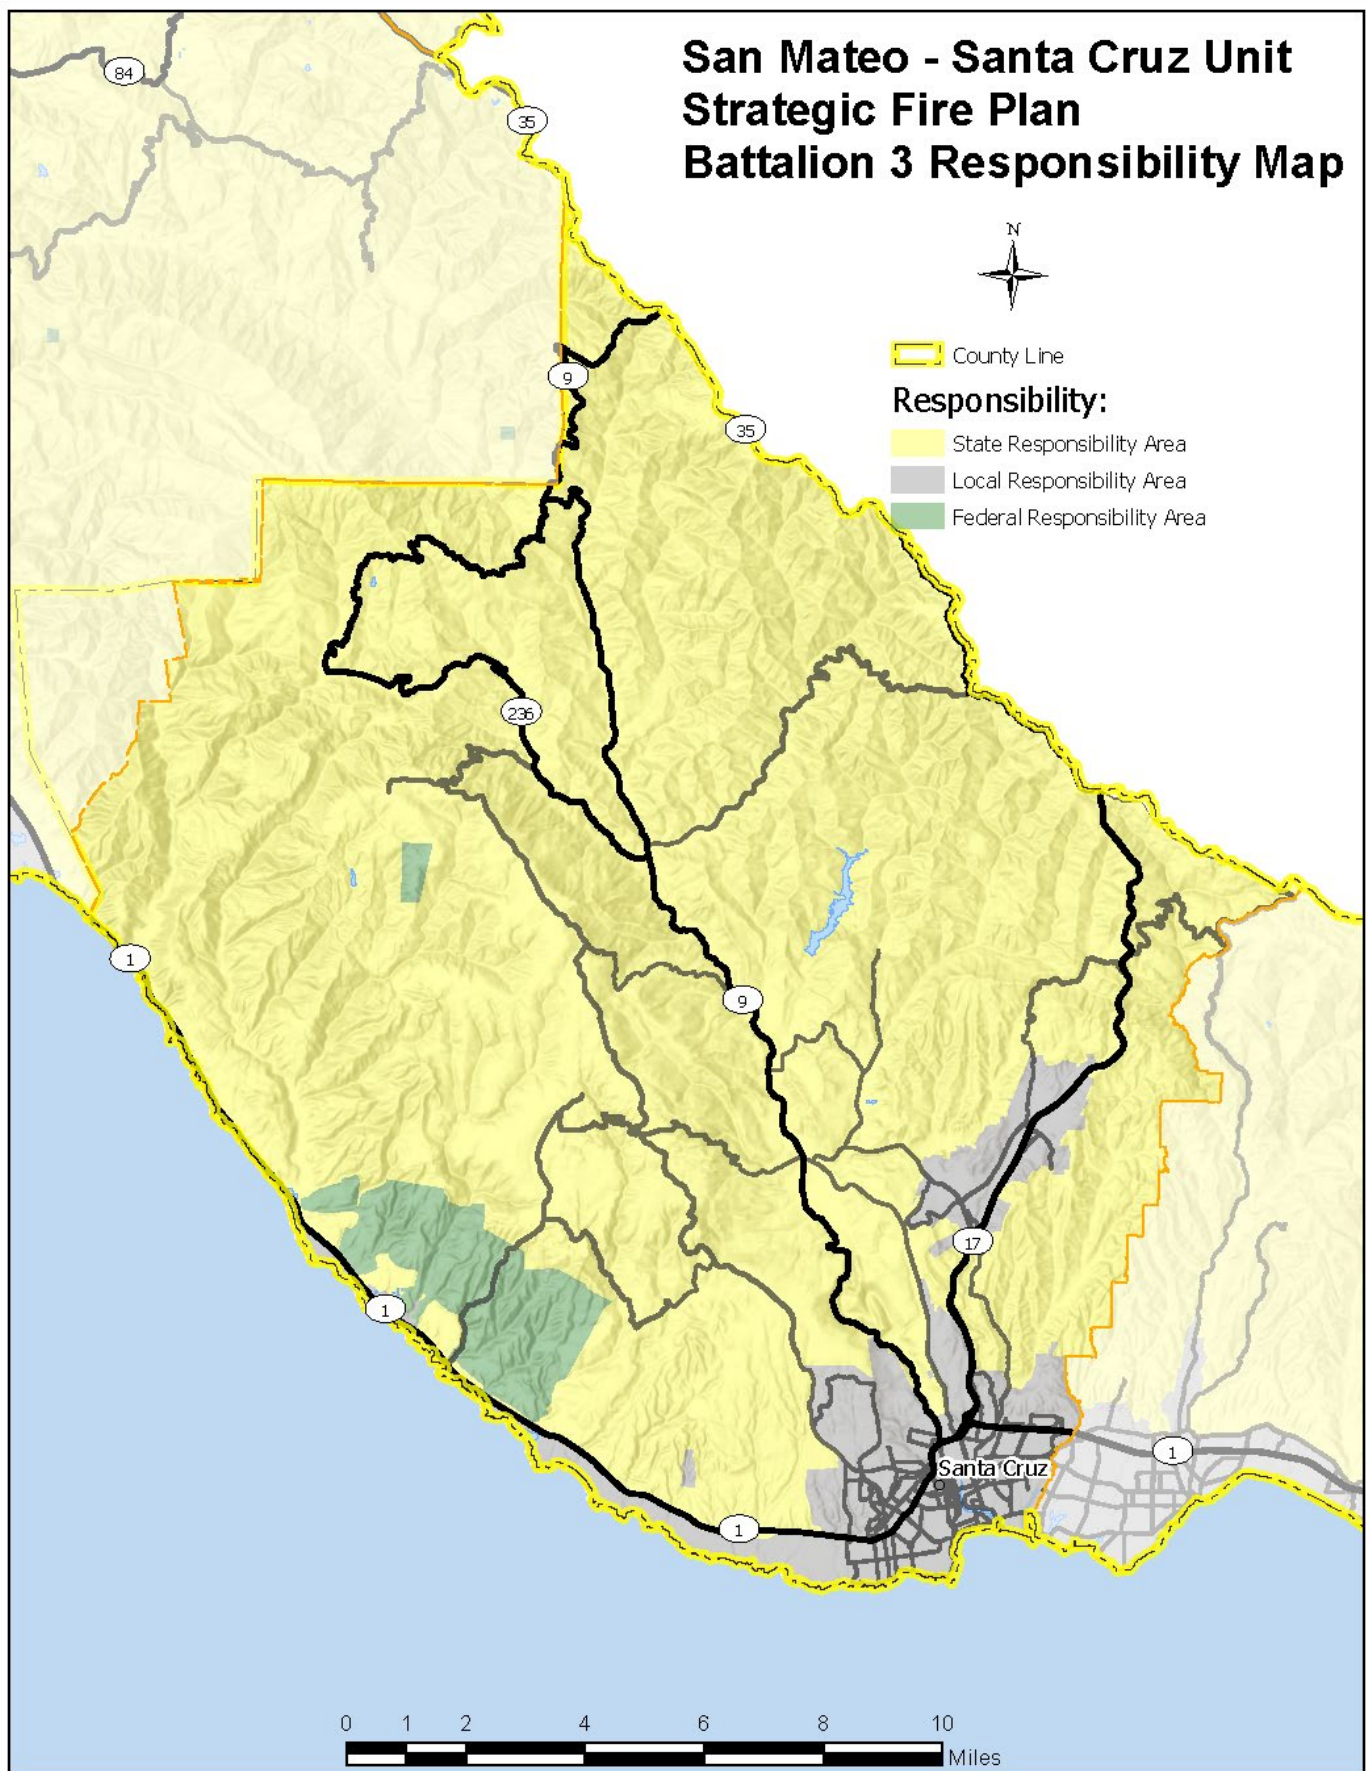 San Mateo - Santa Cruz Unit
Strategic Fire Plan
Battalion 3 Responsibility Map
84
35
N
County Line
9
Responsibility:
35
State Responsibility Area
Local Responsibility Area
Federal Responsibility Area
236
1
9
17
1
1
Santa Cruz
1
0 1 2 4 6 8 10
Miles